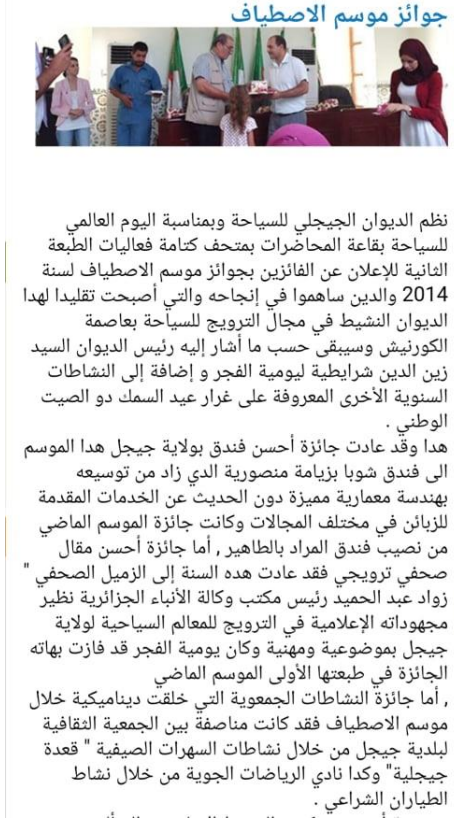 جوائز موسم الاصطياف
نظم الديوان الجيجلي للسياحة وبمناسبة اليوم العالمي
للسياحة بقاعة المحاضرات بمتحف كتامة فعاليات الطبعة
الثانية للإعلان عن الفائزين بجوائز موسم الاصطياف لسنة
2014 والدين ساهموا في إنجاحه والتي أصبحت تقليدا لهدا
الديوان النشيط في مجال الترويج للسياحة بعاصمة
الكورنيش وسيبقى حسب ما أشار إليه رئيس الديوان السيد
زين الدين شرايطية ليومية الفجر و إضافة إلى النشاطات
السنوية الأخرى المعروفة على غرار عيد السمك دو الصيت
الوطني .
هدا وقد عادت جائزة أحسن فندق بولاية جيجل هدا الموسم
الى فندق شوبا بزيامة منصورية الدي زاد من توسيعه
بهندسة معمارية مميزة دون الحديث عن الخدمات المقدمة
للزبائن في مختلف المجالات وكانت جائزة الموسم الماضي
من نصيب فندق المراد بالطاهير , أما جائزة أحسن مقال
صحفي ترويجي فقد عادت هده السنة إلى الزميل الصحفي "
زواد عبد الحميد رئيس مكتب وكالة الأنباء الجزائرية نظير
مجهوداته الإعلامية في الترويج للمعالم السياحية لولاية
جيجل بموضوعية ومهنية وكان يومية الفجر قد فازت بهاته
الجائزة في طبعتها الأولى الموسم الماضي
, أما جائزة النشاطات الجمعوية التي خلقت ديناميكية خلال
موسم الاصطياف فقد كانت مناصفة بين الجمعية الثقافية
لبلدية جيجل من خلال نشاطات السهرات الصيفية " قعدة
جيجلية" وكدا نادي الرياضات الجوية من خلال نشاط
الطياران الشراعي .